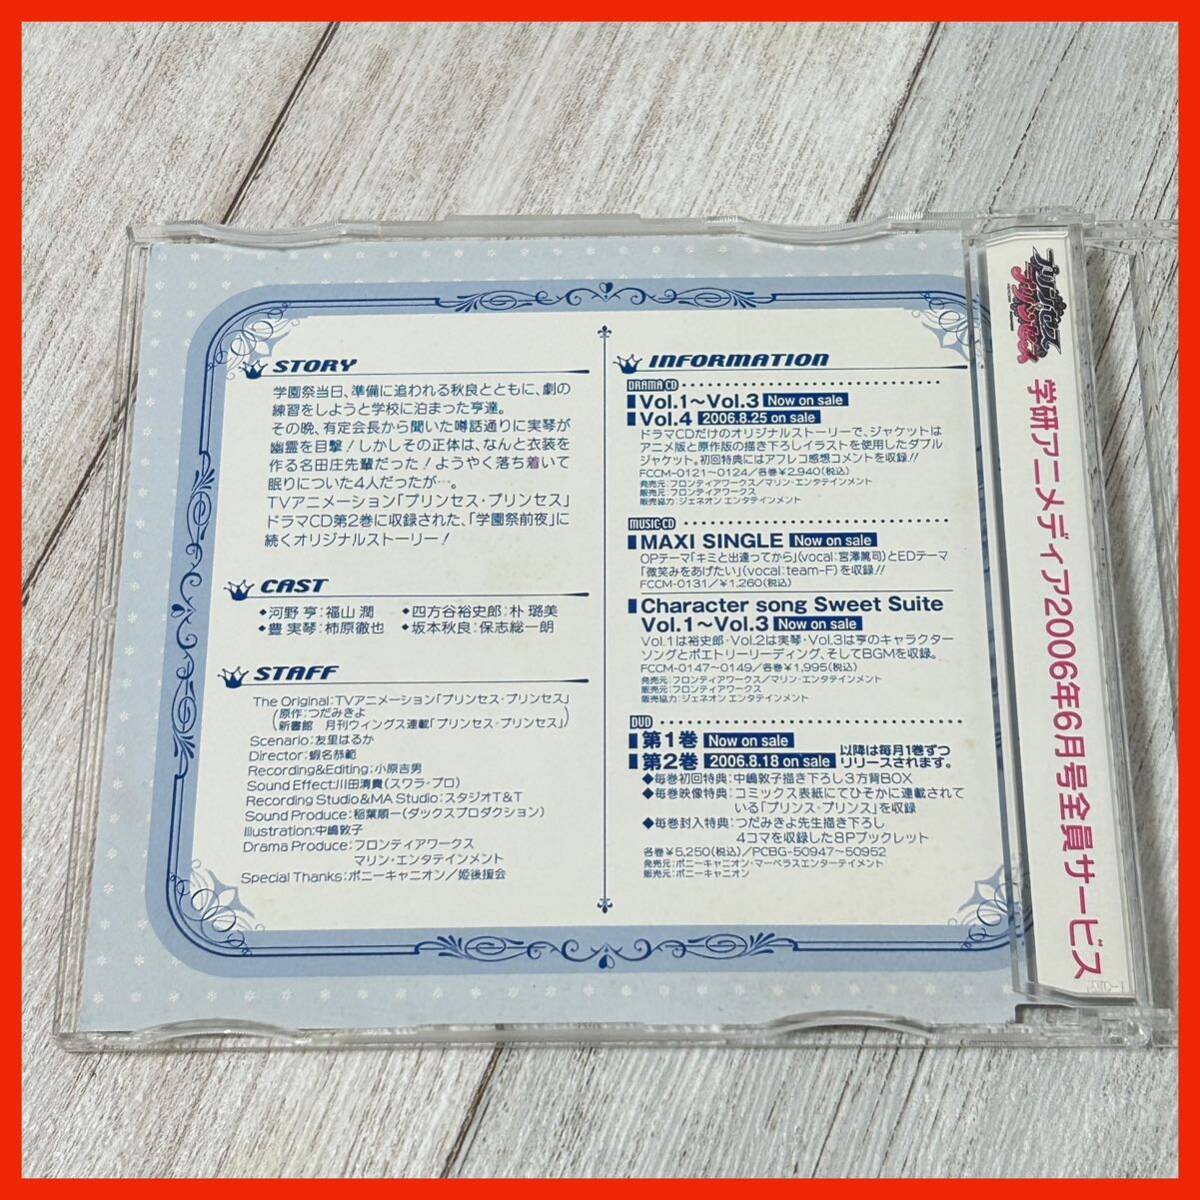 STORY
学園祭当日、準備に追われる秋良とともに、劇の
練習をしようと学校に泊まった亨達。
その晩、有定会長から聞いた噂話通りに実琴が
幽霊を目撃!しかしその正体は、なんと衣装を
作る名田庄先輩だった!ようやく落ち着いて
眠りについた4人だったが…。
TVアニメーション「プリンセス・プリンセス」
ドラマCD第2巻に収録された、「学園祭前夜」に
続くオリジナルストーリー!
CAST
◆河野 亨:福山 潤 ◆四方谷裕史郎:朴 璐美
◆豊 実琴:柿原徹也 ◆坂本秋良:保志総一朗
STAFF
The Original:TVアニメーション「プリンセス・プリンセス」
(原作:つだみきよ
新書館 月刊ウィングス連載「プリンセス・プリンセス」)
Scenario:友里はるか
Director:蝦名恭範
Recording&Editing:小原吉男
Sound Effect:川田清貴(スワラ・プロ)
Recording Studio&MA Studio:スタジオT&T
Sound Produce:稲葉順一(ダックスプロダクション)
Illustration:中嶋敦子
Drama Produce:フロンティアワークス
マリン・エンタテインメント
Special Thanks:ポニーキャニオン/姫後援会
INFORMATION
DRAMA CD
Vol.1~Vol.3 Now on sale
Vol.4 2006.8.25 on sale
ドラマCDだけのオリジナルストーリーで、ジャケットは
アニメ版と原作版の描き下ろしイラストを使用したダブル
ジャケット。初回特典にはアフレコ感想コメントを収録!!
FCCM-0121~0124/各巻¥2,940(税込)
発売元:フロンティアワークス/マリン・エンタテインメント
販売元:フロンティアワークス
販売協力:ジェネオン エンタテインメント
MUSIC CD
MAXI SINGLE Now on sale
OPテーマ「キミと出逢ってから」(vocal:宮澤篤司)とEDテーマ
「微笑みをあげたい」(vocal:team-F)を収録!!
FCCM-0131/¥1,260(税込)
Character song Sweet Suite
Vol.1~Vol.3 Now on sale
Vol.1は裕史郎・Vol.2は実琴・Vol.3は亨のキャラクター
ソングとポエトリーリーディング、そしてBGMを収録。
FCCM-0147~0149/各巻¥1,995(税込)
発売元:フロンティアワークス/マリン・エンタテインメント
販売元:フロンティアワークス
販売協力:ジェネオン エンタテインメント
DVD
第1巻 Now on sale
第2巻 2006.8.18 on sale 以降は毎月1巻ずつ
リリースされます。
◆毎巻初回特典:中嶋敦子描き下ろし3方背BOX
◆毎巻映像特典:コミックス表紙にてひそかに連載されて
いる「プリンス・プリンス」を収録
◆毎巻封入特典:つだみきよ先生描き下ろし
4コマを収録した8Pブックレット
各巻¥5,250(税込)/PCBG-50947~50952
発売元:ポニーキャニオン・マーベラスエンターテイメント
販売元:ポニーキャニオン
プリンセス
プリンセス
学研アニメディア2006年6月号全員サービス